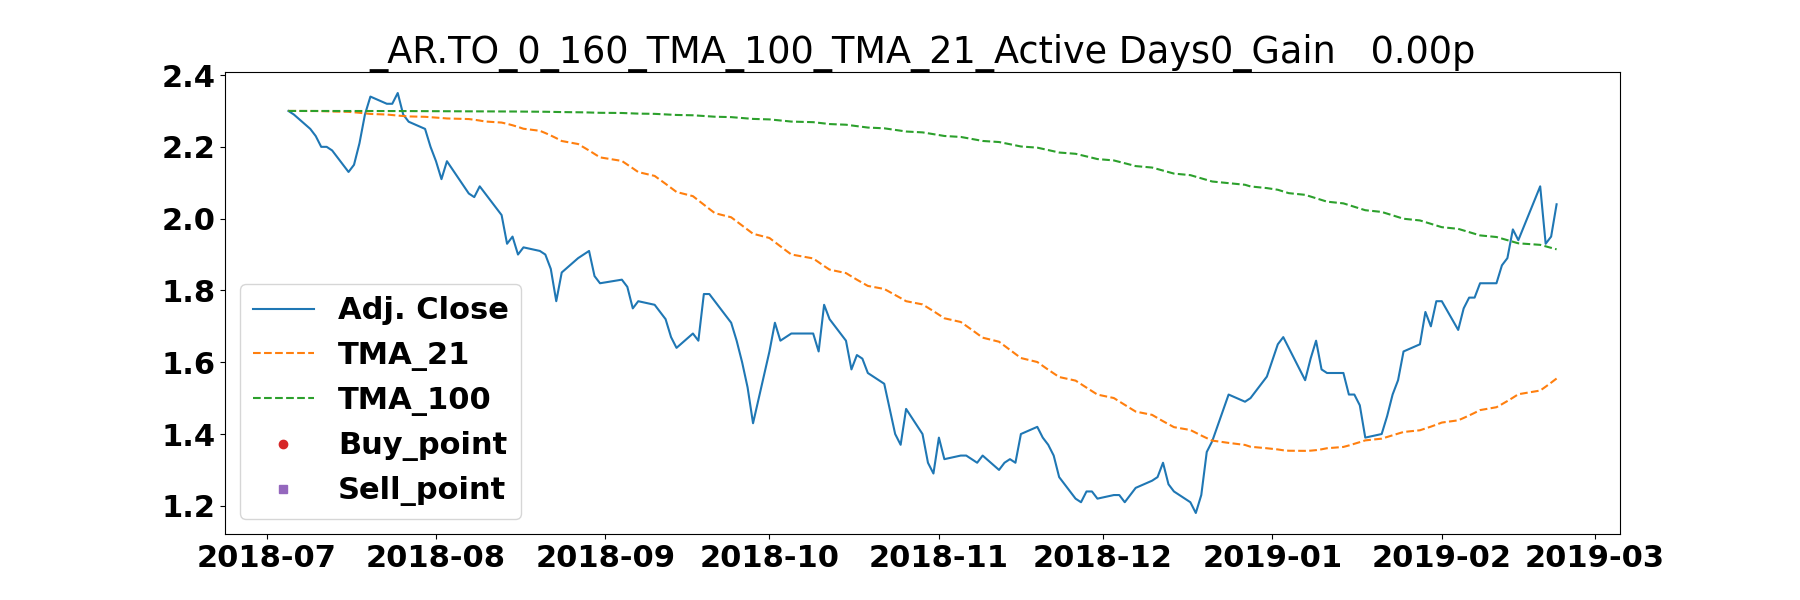 _AR.TO_0_160_TMA_100_TMA_21_Active Days0_Gain   0.00p
2.4
2.2
2.0
1.8
1.6
1.4
1.2
Adj. Close
TMA_21
TMA_100
Buy_point
Sell_point
2018-07 2018-08 2018-09 2018-10 2018-11 2018-12 2019-01 2019-02 2019-03